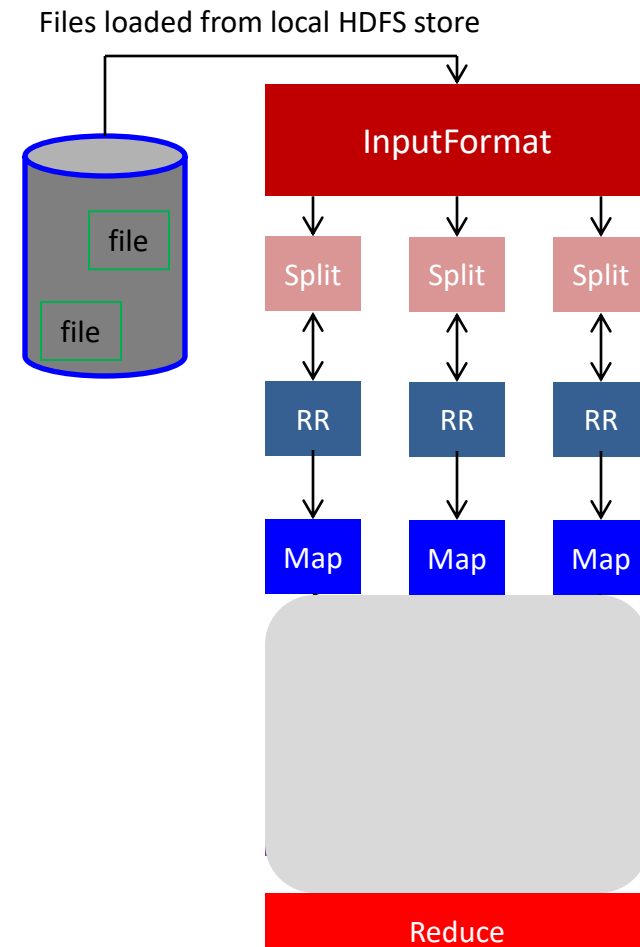 Files loaded from local HDFS store
InputFormat
file
file
Split Split Split
RR RR RR
Map Map Map
Reduce